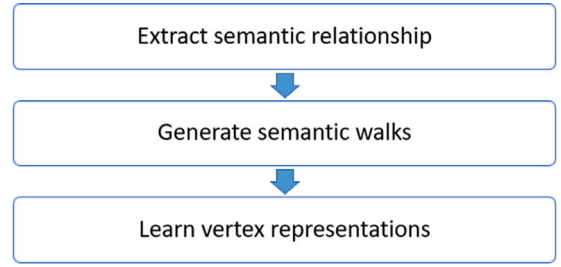 Extract semantic relationship
Generate semantic walks
Learn vertex representations